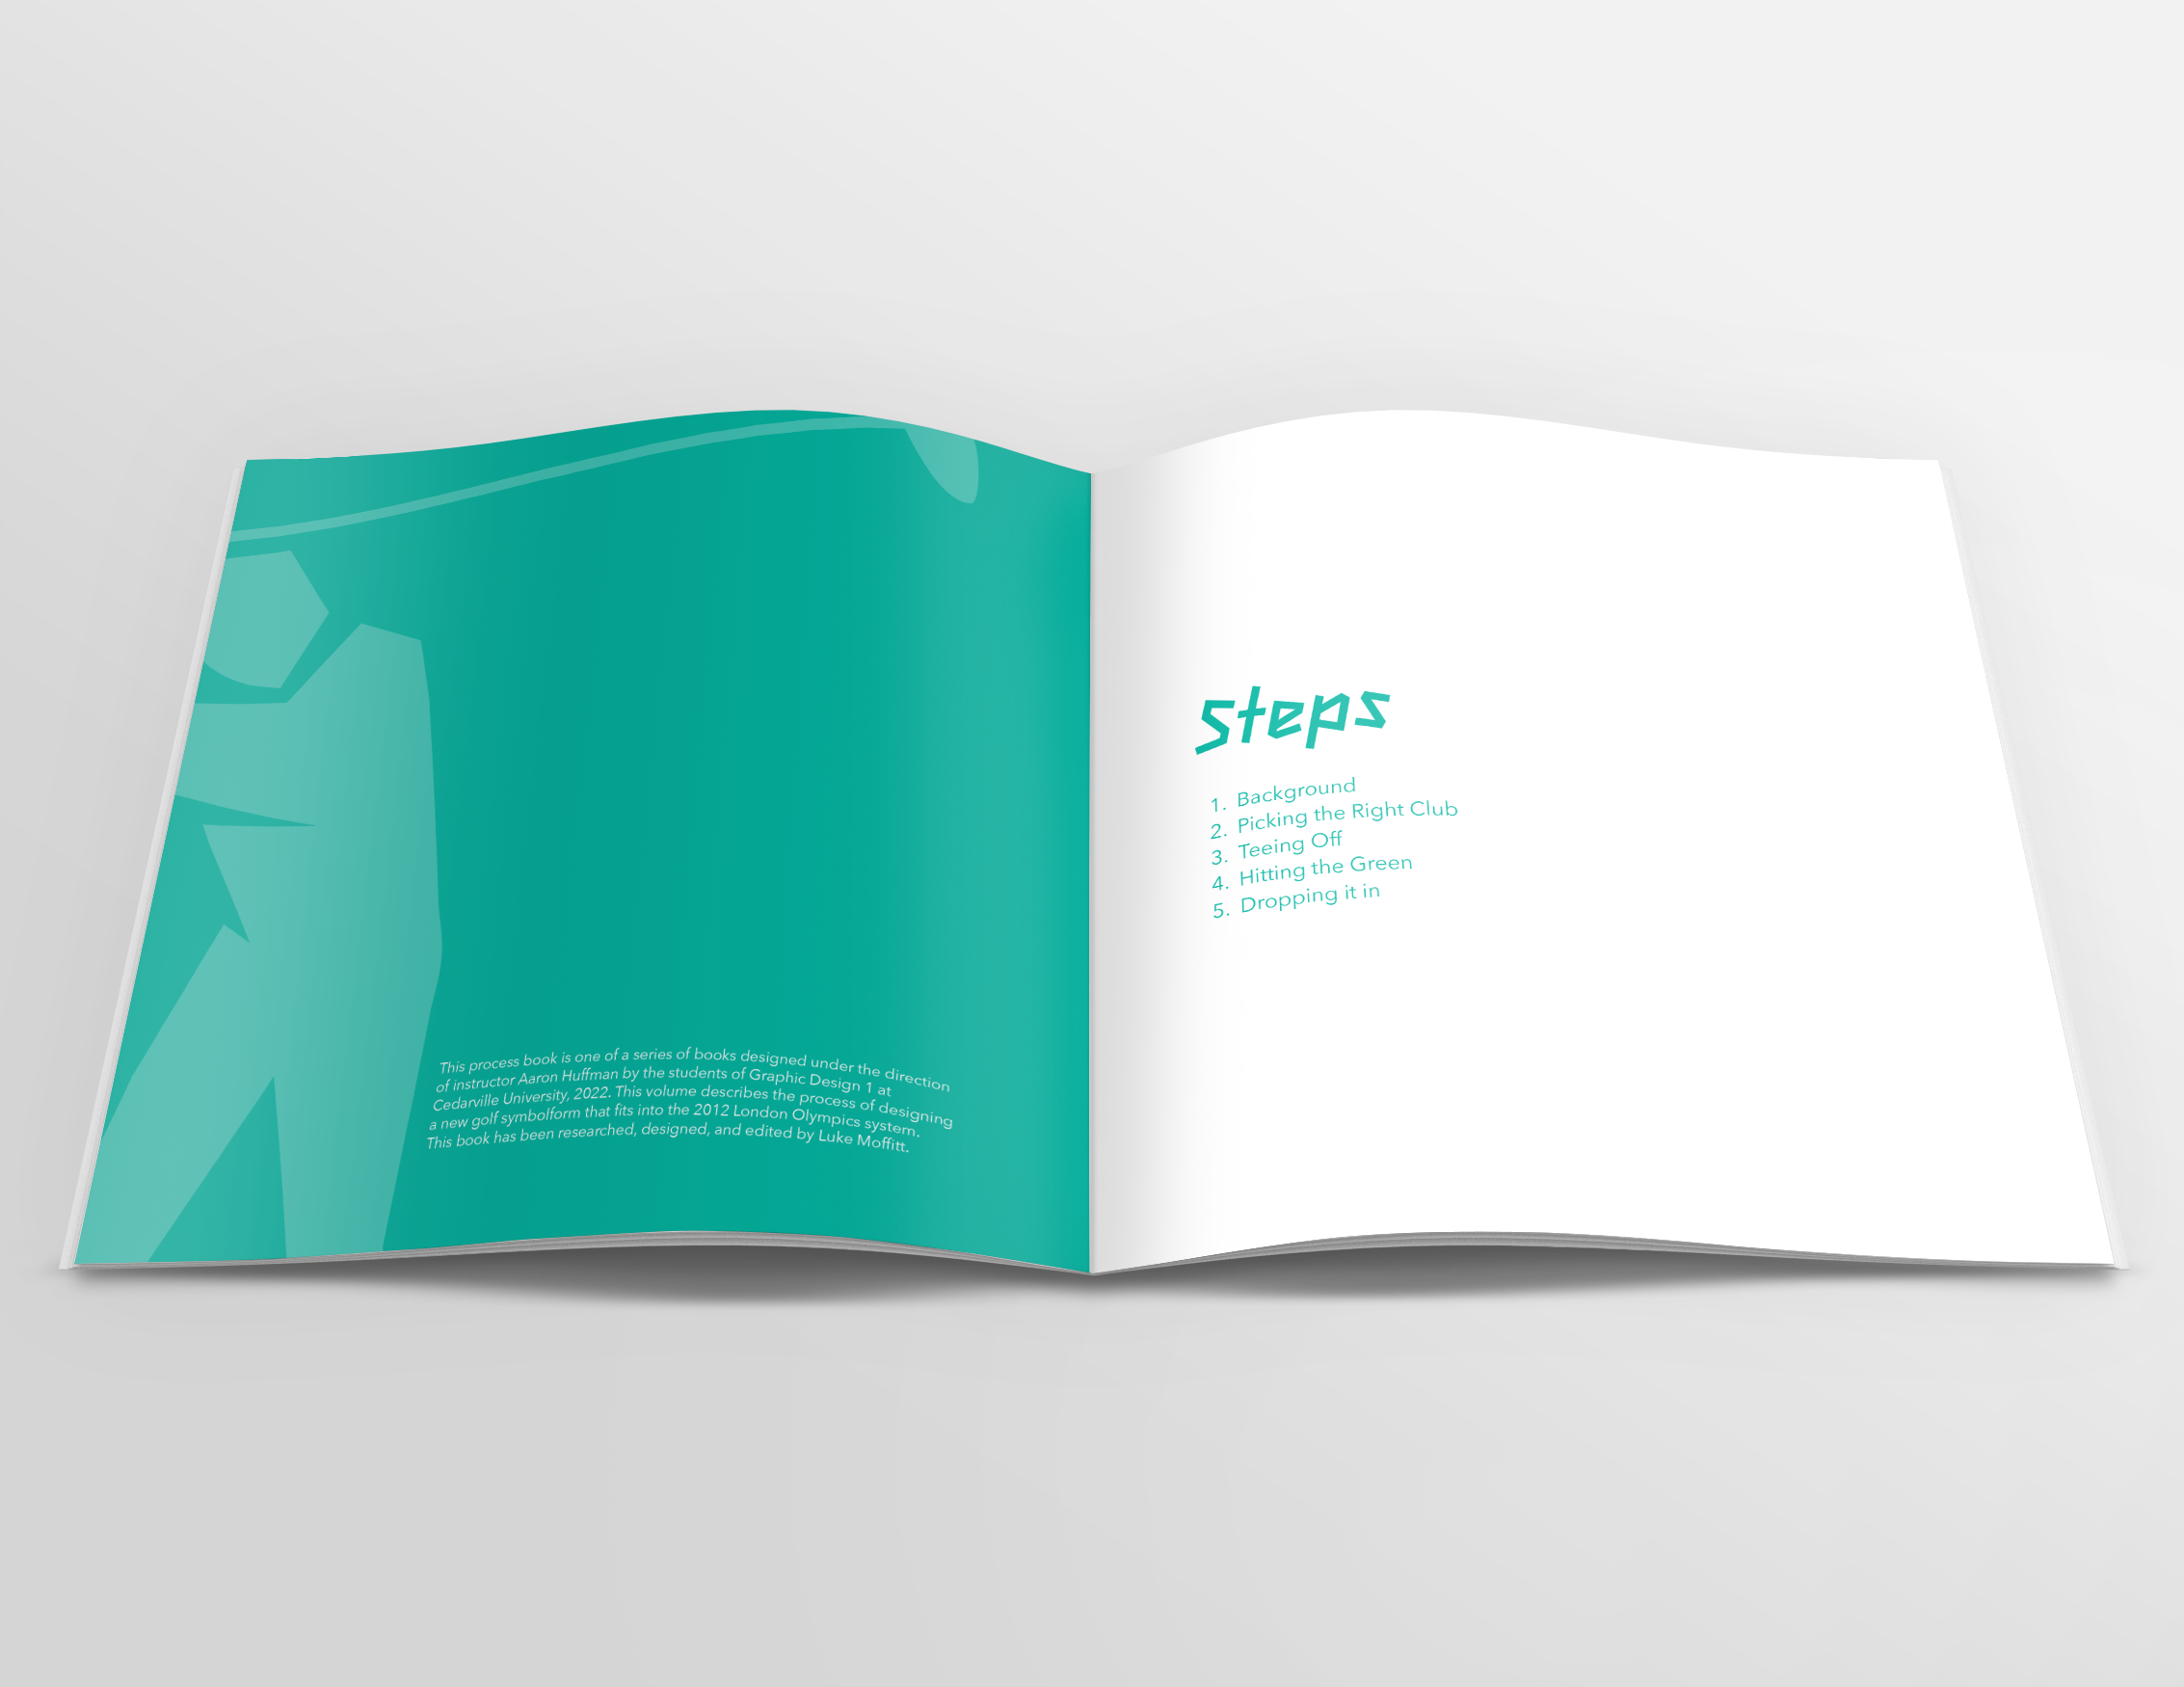 This process book is one of a series of books designed under the direction
of instructor Aaron Huffman by the students of Graphic Design 1 at
Cedarville University, 2022. This volume describes the process of designing
a new golf symbolform that fits into the 2012 London Olympics system.
This book has been researched, designed, and edited by Luke Moffitt.
Steps
1. Background
2. Picking the Right Club
3. Teeing Off
4. Hitting the Green
5. Dropping it in